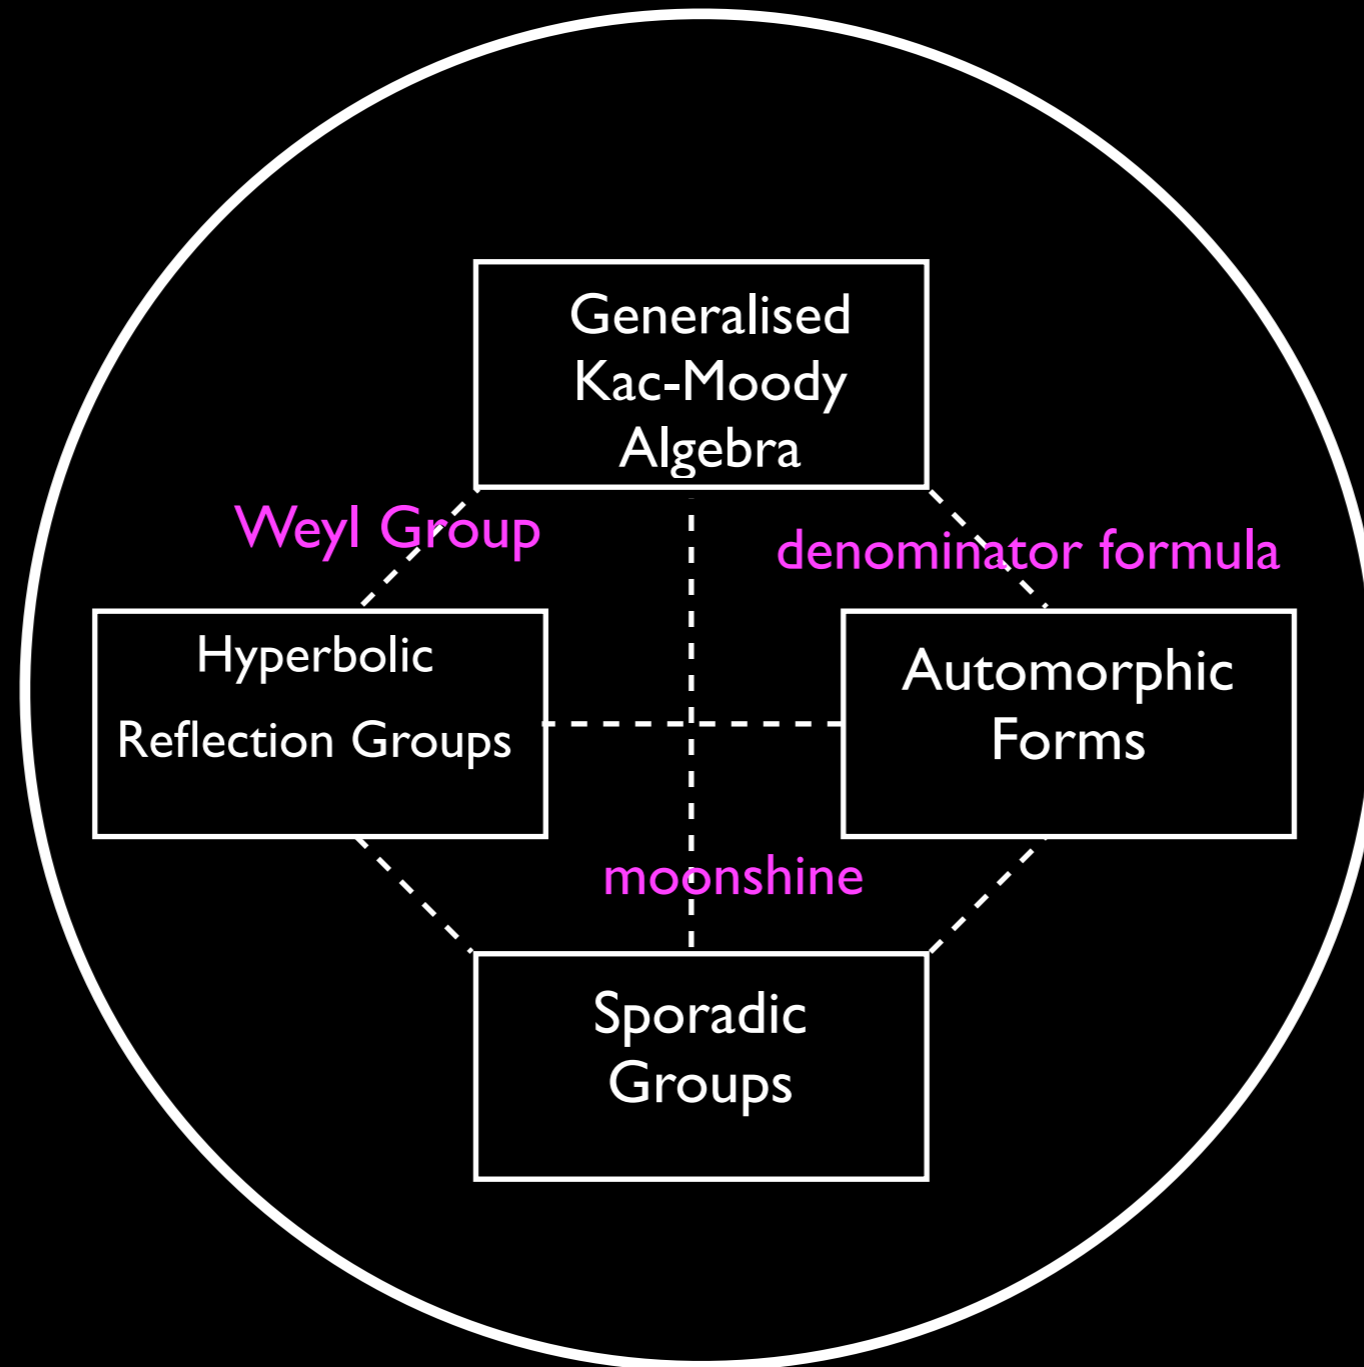 Generalised
Kac-Moody
Algebra
Weyl Group
denominator formula
Hyperbolic
Reflection Groups
Automorphic
Forms
moonshine
Sporadic
Groups